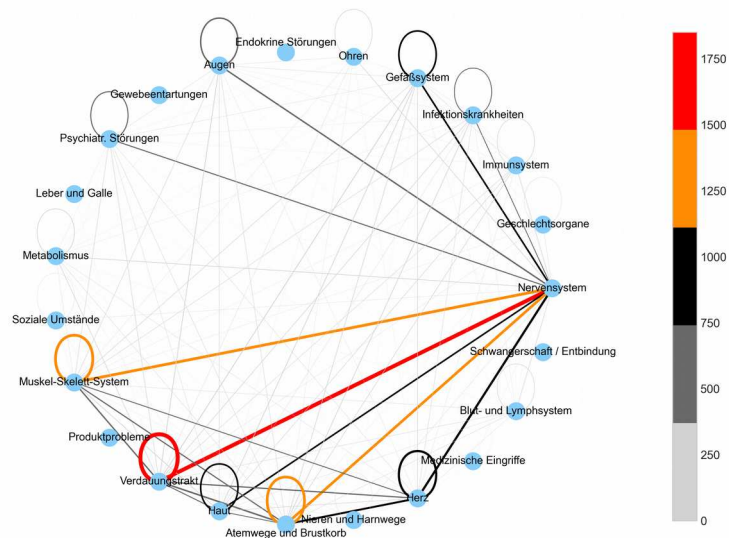 Endokrine Störungen
Ohren
Augen
Gefäßsystem
Gewebeentartungen
Infektionskrankheiten
Psychiatr. Störungen
Immunsystem
Leber und Galle
Geschlechtsorgane
Metabolismus
Nervensystem
Soziale Umstände
Schwangerschaft / Entbindung
Muskel-Skelett-System
Blut- und Lymphsystem
Produktprobleme
Medizinische Eingriffe
Verdauungstrakt
Herz
Haut
Nieren und Harnwege
Atemwege und Brustkorb
1750
1500
1250
1000
750
500
250
0